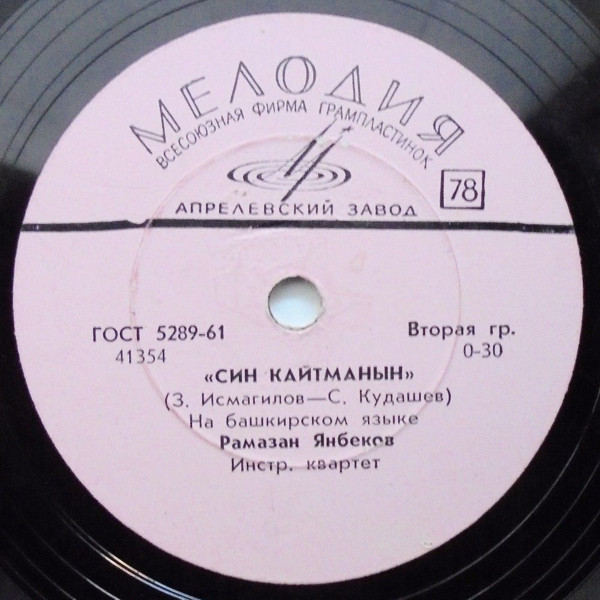 МЕЛОДИЯ
ВСЕСОЮЗНАЯ ФИРМА ГРАМПЛАСТИНОК
78
АПРЕЛЕВСКИЙ ЗАВОД
ГОСТ 5289-61 Вторая гр.
41354 0-30
«СИН КАЙТМАНЫН»
(З. Исмагилов—С. Кудашев)
На башкирском языке
Рамазан Янбеков
Инстр. квартет